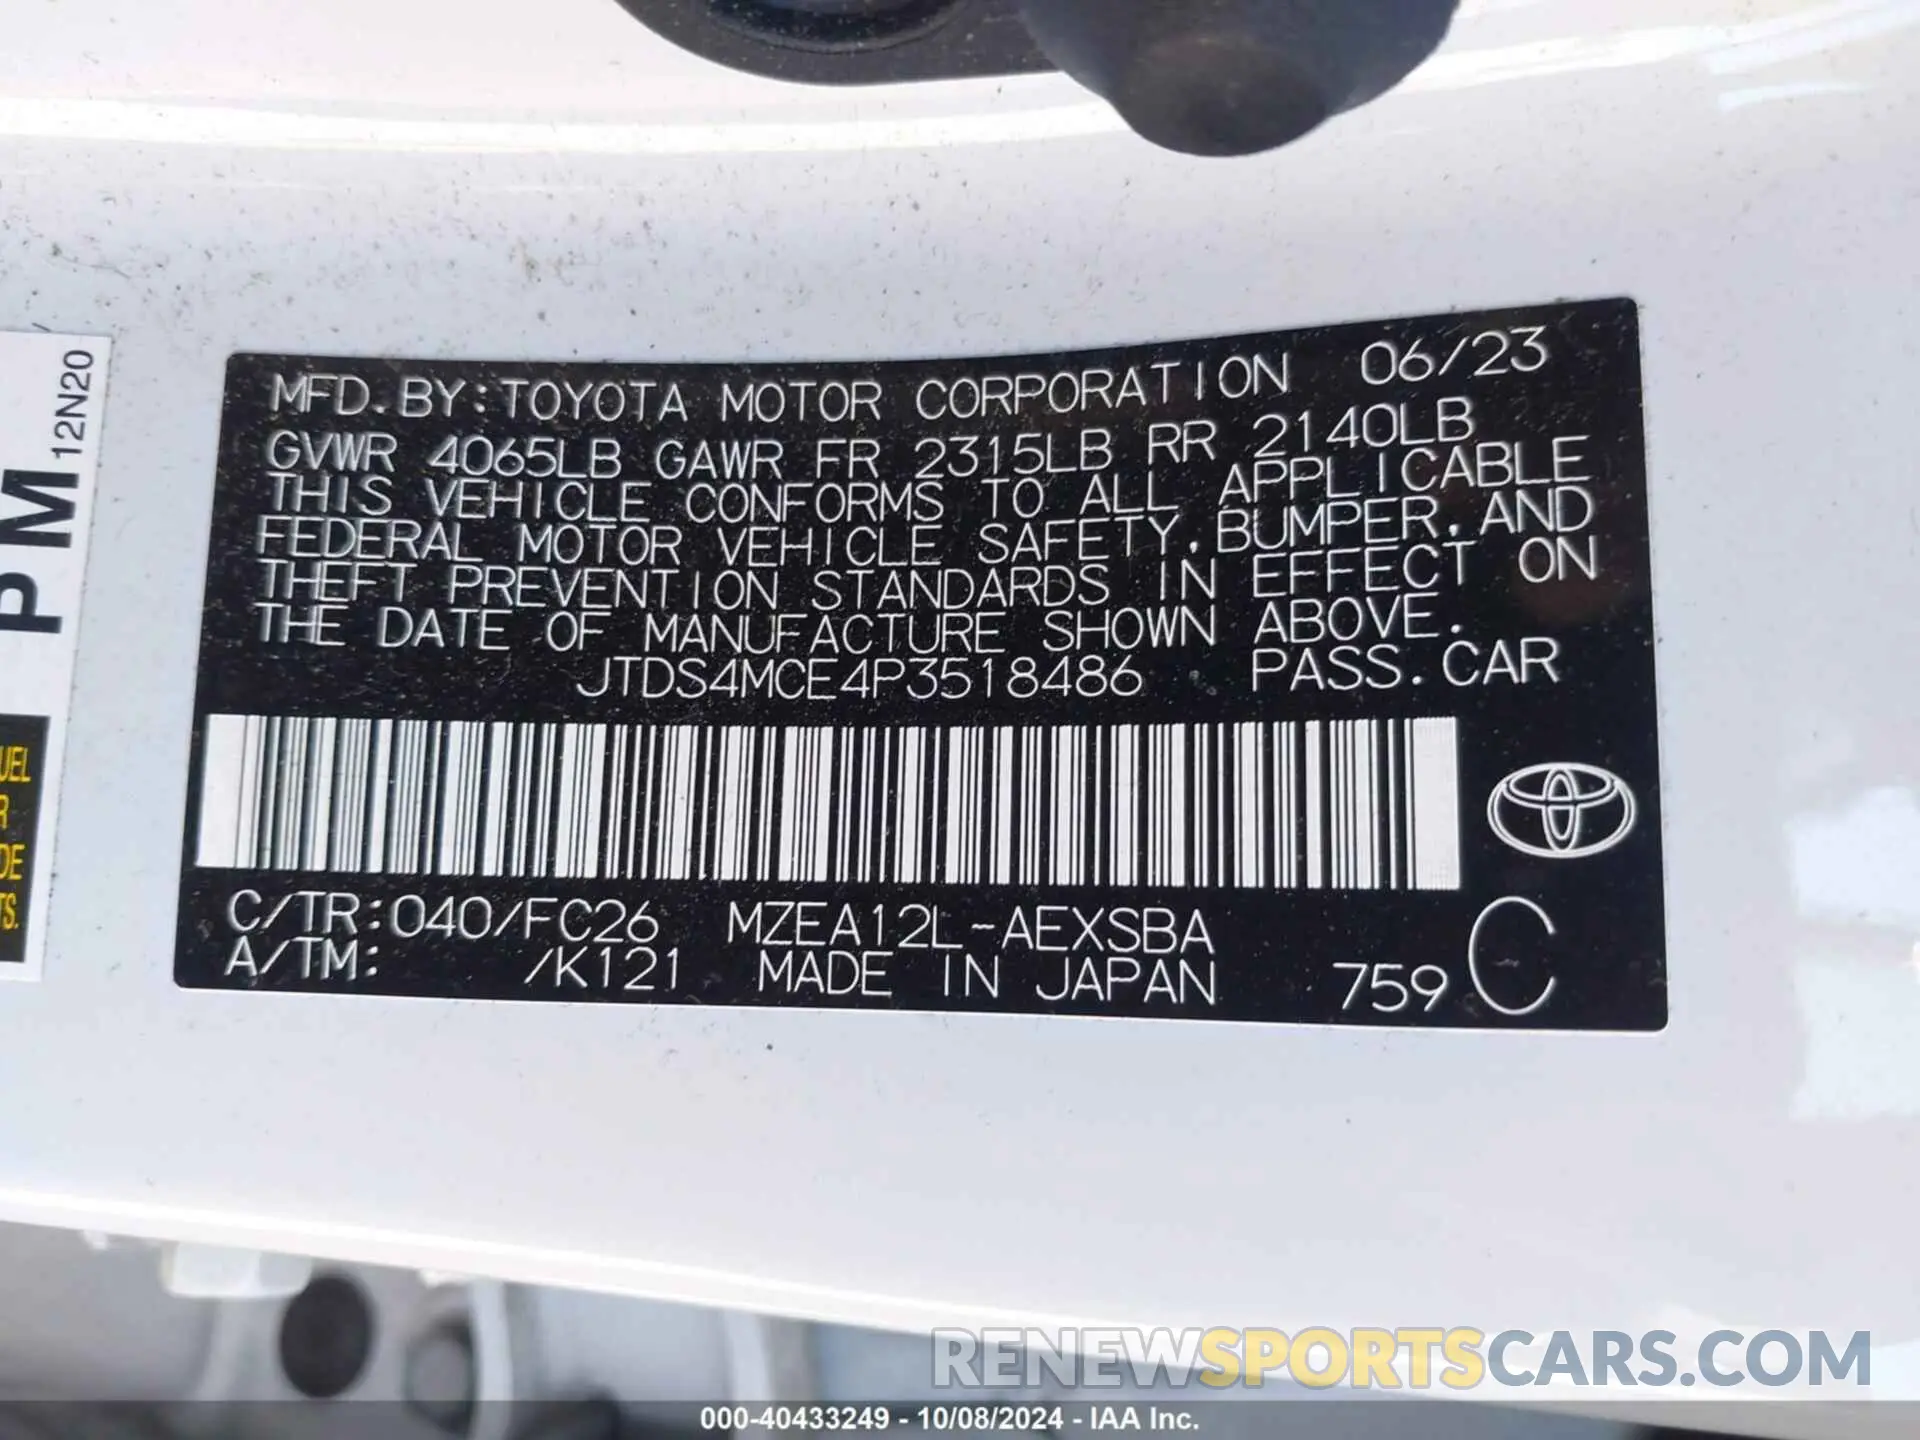 MFD. BY: TOYOTA MOTOR CORPORATION 06/23
GVWR 4065LB GAWR FR 2315LB RR 2140LB
THIS VEHICLE CONFORMS TO ALL APPLICABLE
FEDERAL MOTOR VEHICLE SAFETY, BUMPER, AND
THEFT PREVENTION STANDARDS IN EFFECT ON
THE DATE OF MANUFACTURE SHOWN ABOVE.
JTDS4MCE4P3518486 PASS. CAR
C/TR: 040/FC26 MZEA12L-AEXSBA
A/TM: /K121 MADE IN JAPAN 759 C
PM
12N20
UEL
R
DE
TS.
RENEWSPORTSCARS.COM
000-40433249 - 10/08/2024 - IAA Inc.